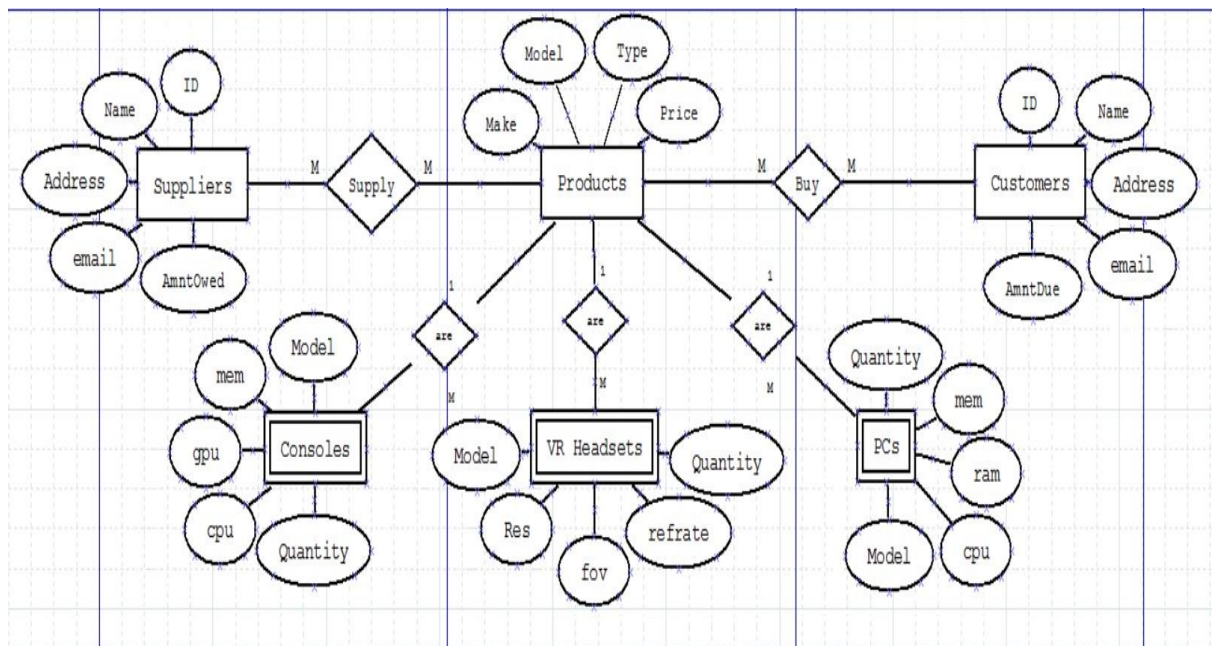 Model
Type
ID
Name
Make
Price
ID
Name
Address
Suppliers
M
Supply
M
Products
M
Buy
M
Customers
Address
email
AmntOwed
AmntDue
email
1
1
1
are
are
are
M
M
M
Model
mem
gpu
Consoles
cpu
Quantity
Model
VR Headsets
Quantity
Res
fov
refrate
Quantity
mem
PCs
ram
Model
cpu